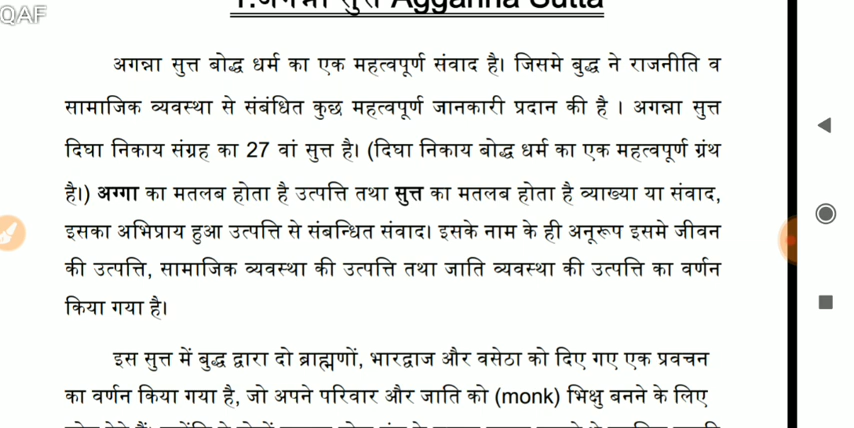 QAF
1.अगन्ना सुत्त Agganna Sutta
अगन्ना सुत्त बोद्ध धर्म का एक महत्वपूर्ण संवाद है। जिसमे बुद्ध ने राजनीति व
सामाजिक व्यवस्था से संबंधित कुछ महत्वपूर्ण जानकारी प्रदान की है । अगन्ना सुत्त
दिघा निकाय संग्रह का 27 वां सुत्त है। (दिघा निकाय बोद्ध धर्म का एक महत्वपूर्ण ग्रंथ
है।) अग्गा का मतलब होता है उत्पत्ति तथा सुत्त का मतलब होता है व्याख्या या संवाद,
इसका अभिप्राय हुआ उत्पत्ति से संबन्धित संवाद। इसके नाम के ही अनुरूप इसमे जीवन
की उत्पत्ति, सामाजिक व्यवस्था की उत्पत्ति तथा जाति व्यवस्था की उत्पत्ति का वर्णन
किया गया है।
इस सुत्त में बुद्ध द्वारा दो ब्राह्मणों, भारद्वाज और वसेठा को दिए गए एक प्रवचन
का वर्णन किया गया है, जो अपने परिवार और जाति को (monk) भिक्षु बनने के लिए